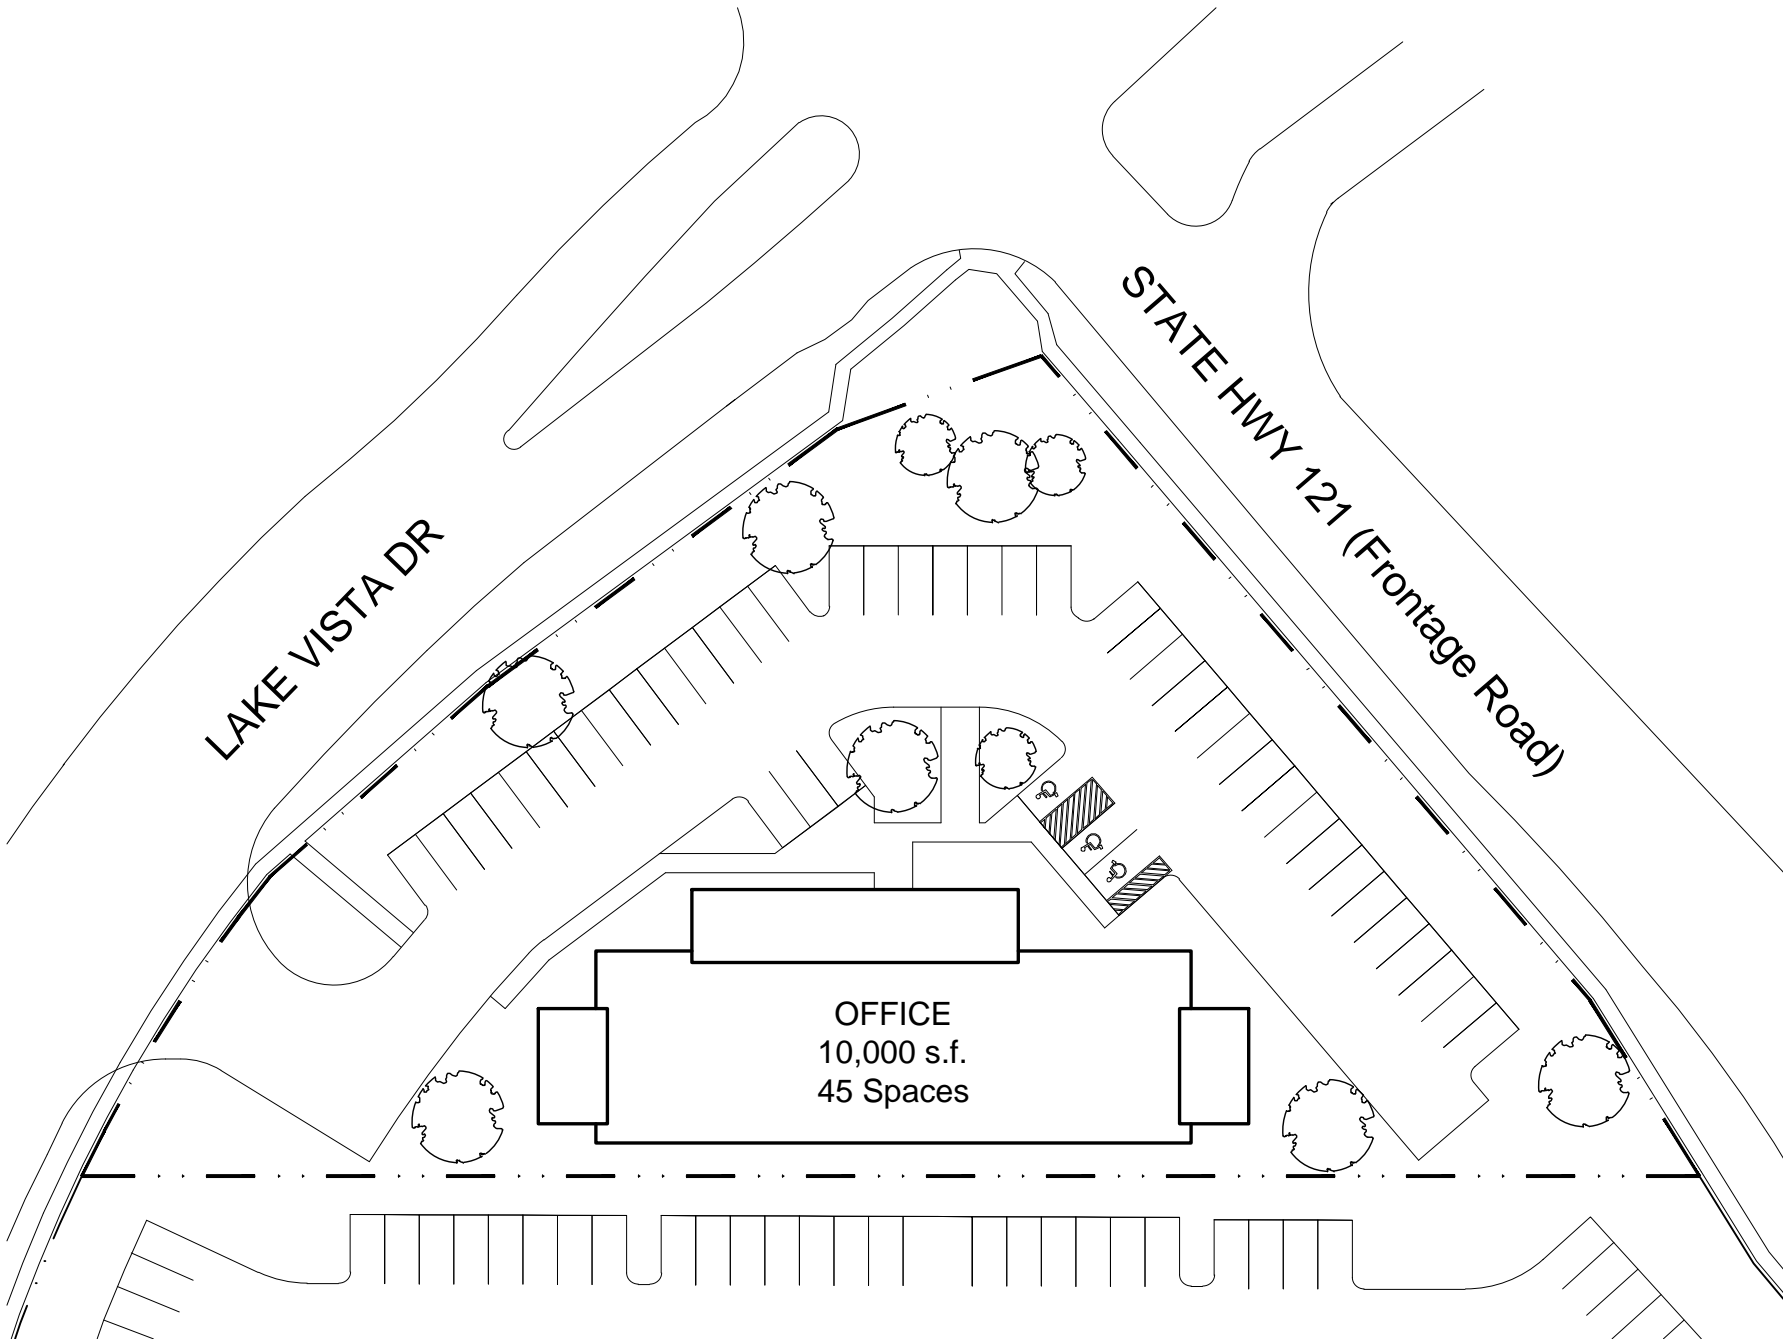 STATE HWY 121 (Frontage Road)
LAKE VISTA DR
OFFICE
10,000 s.f.
45 Spaces